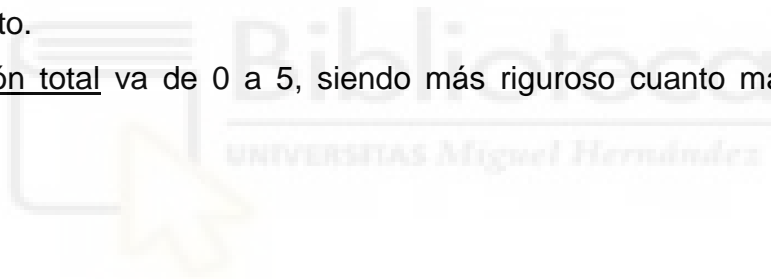 to.
Biblioteca
ón total va de 0 a 5, siendo más riguroso cuanto ma
UNIVERSITAS Miguel Hernández